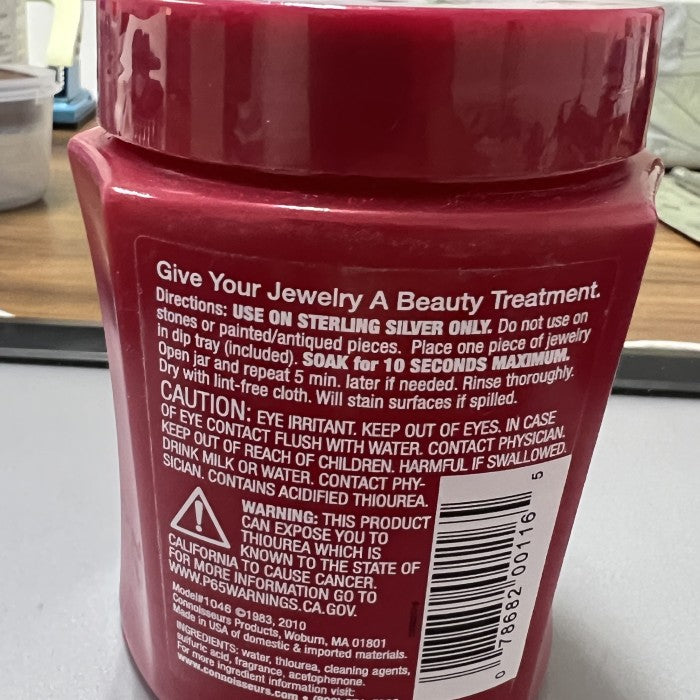 Give Your Jewelry A Beauty Treatment.
Directions: USE ON STERLING SILVER ONLY. Do not use on
stones or painted/antiqued pieces. Place one piece of jewelry
in dip tray (included). SOAK for 10 SECONDS MAXIMUM.
Open jar and repeat 5 min. later if needed. Rinse thoroughly.
Dry with lint-free cloth. Will stain surfaces if spilled.
CAUTION: EYE IRRITANT. KEEP OUT OF EYES. IN CASE
OF EYE CONTACT FLUSH WITH WATER. CONTACT PHYSICIAN.
KEEP OUT OF REACH OF CHILDREN. HARMFUL IF SWALLOWED.
DRINK MILK OR WATER. CONTACT PHY-
SICIAN. CONTAINS ACIDIFIED THIOUREA.
WARNING: THIS PRODUCT
CAN EXPOSE YOU TO
THIOUREA WHICH IS
KNOWN TO THE STATE OF
CALIFORNIA TO CAUSE CANCER.
FOR MORE INFORMATION GO TO
WWW.P65WARNINGS.CA.GOV.
Model#1046 ©1983, 2010
Connoisseurs Products, Woburn, MA 01801
Made in USA of domestic & imported materials.
INGREDIENTS: water, thiourea, cleaning agents,
sulfuric acid, fragrance, acetophenone.
For more ingredient information visit:
www.connoisseurs.com
0 78682 00116 5